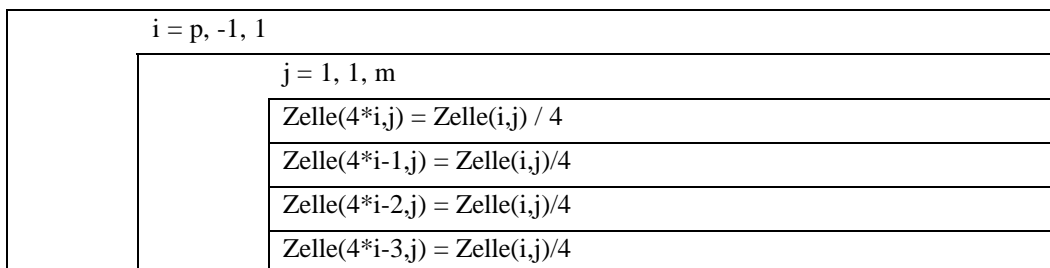 i = p, -1, 1
j = 1, 1, m
Zelle(4*i,j) = Zelle(i,j) / 4
Zelle(4*i-1,j) = Zelle(i,j)/4
Zelle(4*i-2,j) = Zelle(i,j)/4
Zelle(4*i-3,j) = Zelle(i,j)/4